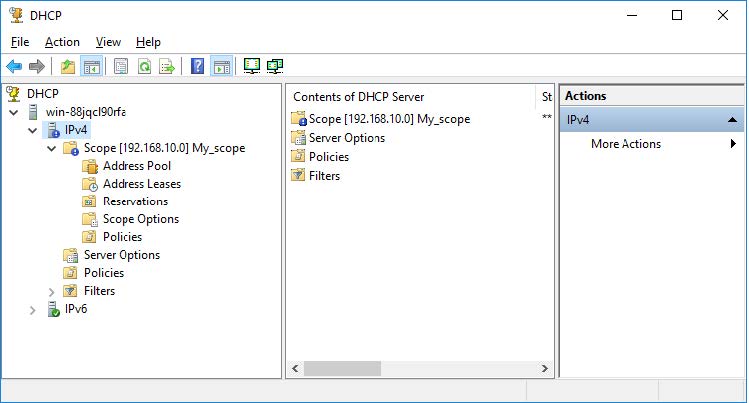 DHCP
File Action View Help
DHCP
win-88jqcl90rfa
IPv4
Scope [192.168.10.0] My_scope
Address Pool
Address Leases
Reservations
Scope Options
Policies
Server Options
Policies
Filters
IPv6
Contents of DHCP Server St
Scope [192.168.10.0] My_scope **
Server Options
Policies
Filters
Actions
IPv4
More Actions